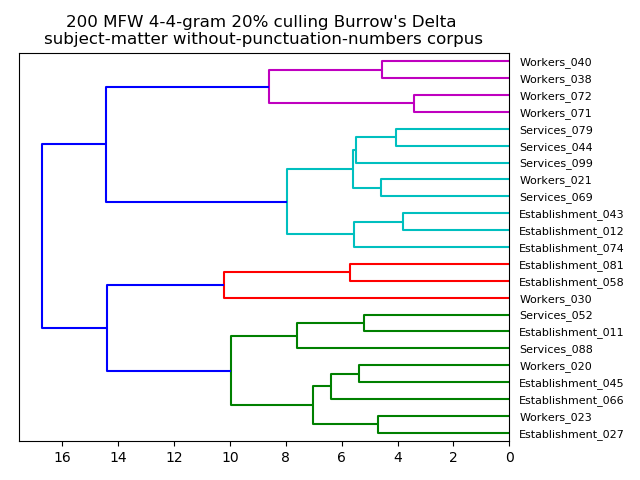 200 MFW 4-4-gram 20% culling Burrow's Delta
subject-matter without-punctuation-numbers corpus
Workers_040
Workers_038
Workers_072
Workers_071
Services_079
Services_044
Services_099
Workers_021
Services_069
Establishment_043
Establishment_012
Establishment_074
Establishment_081
Establishment_058
Workers_030
Services_052
Establishment_011
Services_088
Workers_020
Establishment_045
Establishment_066
Workers_023
Establishment_027
16 14 12 10 8 6 4 2 0